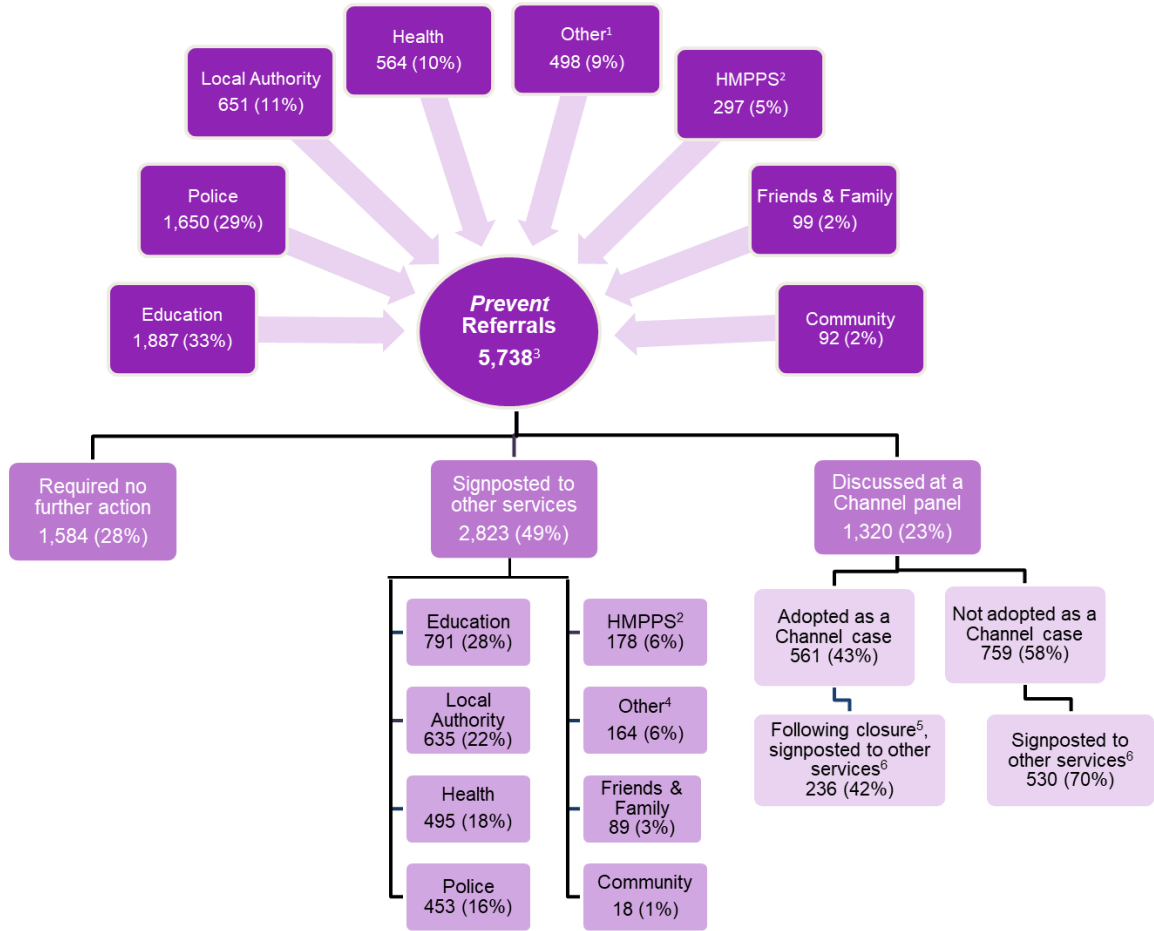 Health
564 (10%)
Other¹
498 (9%)
Local Authority
651 (11%)
HMPPS²
297 (5%)
Police
1,650 (29%)
Friends & Family
99 (2%)
Education
1,887 (33%)
Prevent
Referrals
5,738³
Community
92 (2%)
Required no
further action
1,584 (28%)
Signposted to
other services
2,823 (49%)
Discussed at a
Channel panel
1,320 (23%)
Education
791 (28%)
HMPPS²
178 (6%)
Local
Authority
635 (22%)
Other⁴
164 (6%)
Health
495 (18%)
Friends &
Family
89 (3%)
Police
453 (16%)
Community
18 (1%)
Adopted as a
Channel case
561 (43%)
Not adopted as a
Channel case
759 (58%)
Following closure⁵,
signposted to other
services⁶
236 (42%)
Signposted to
other services⁶
530 (70%)